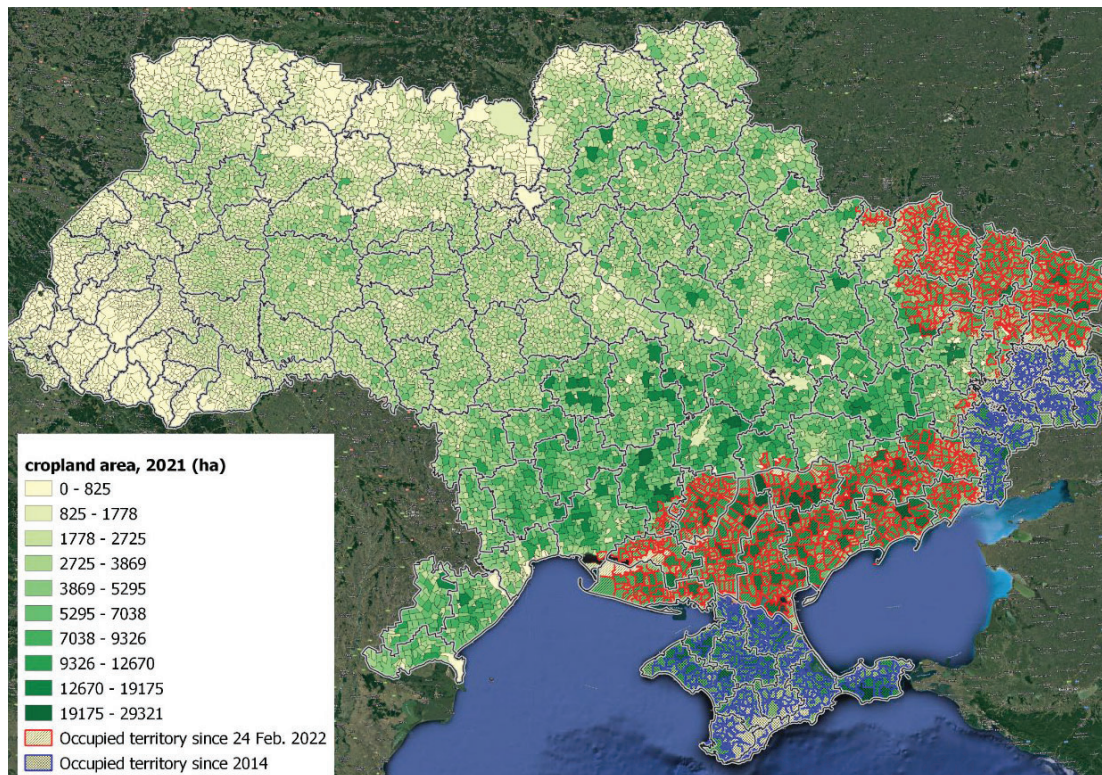 cropland area, 2021 (ha)
0 - 825
825 - 1778
1778 - 2725
2725 - 3869
3869 - 5295
5295 - 7038
7038 - 9326
9326 - 12670
12670 - 19175
19175 - 29321
Occupied territory since 24 Feb. 2022
Occupied territory since 2014